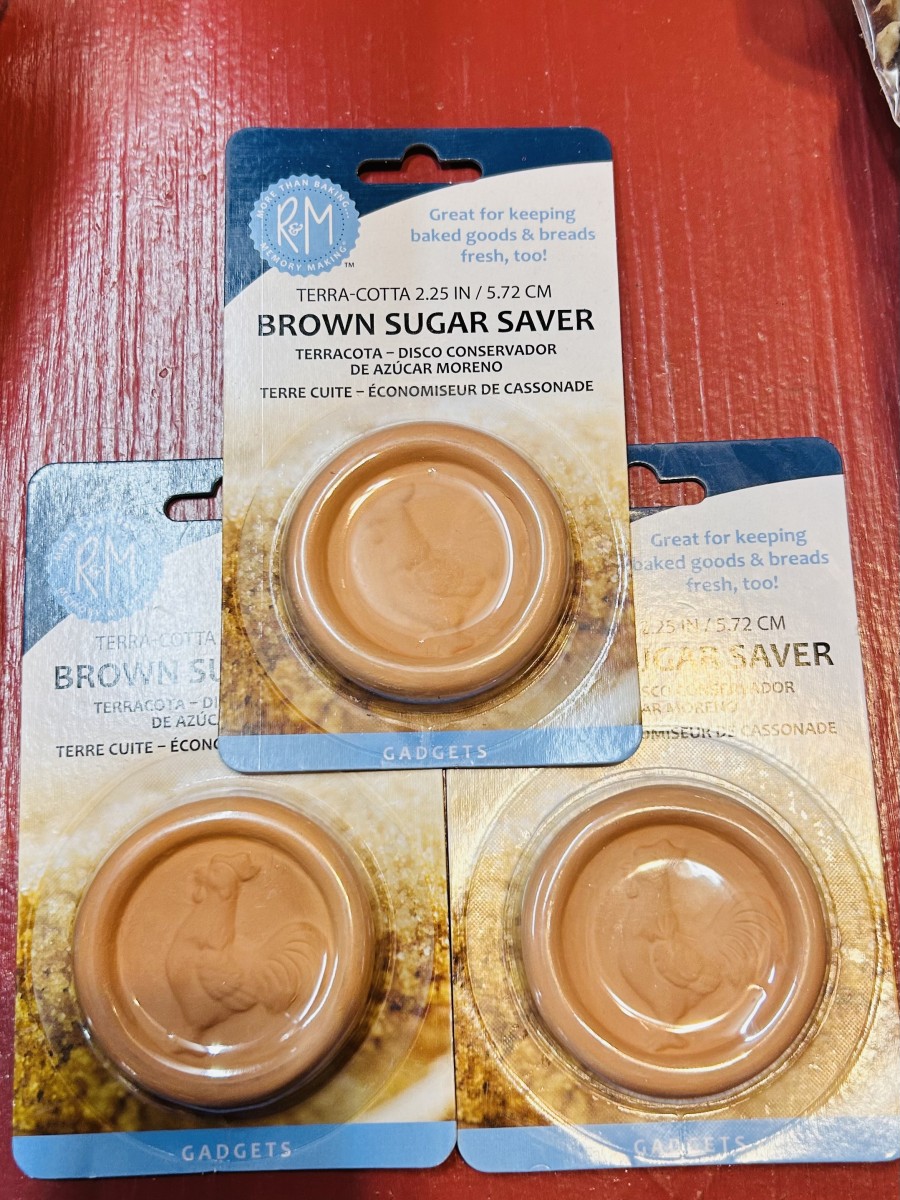 MORE THAN BAKING
R&M
MEMORY MAKING
™
Great for keeping
baked goods & breads
fresh, too!
TERRA-COTTA 2.25 IN / 5.72 CM
BROWN SUGAR SAVER
TERRACOTA – DISCO CONSERVADOR
DE AZÚCAR MORENO
TERRE CUITE – ÉCONOMISEUR DE CASSONADE
GADGETS
R&M
TERRA-COTTA
BROWN SU
TERRACOTA – DI
DE AZÚC
TERRE CUITE – ÉCONO
GADGETS
Great for keeping
baked goods & breads
fresh, too!
2.25 IN / 5.72 CM
UGAR SAVER
SCO CONSERVADOR
AR MORENO
OMISEUR DE CASSONADE
GADGETS